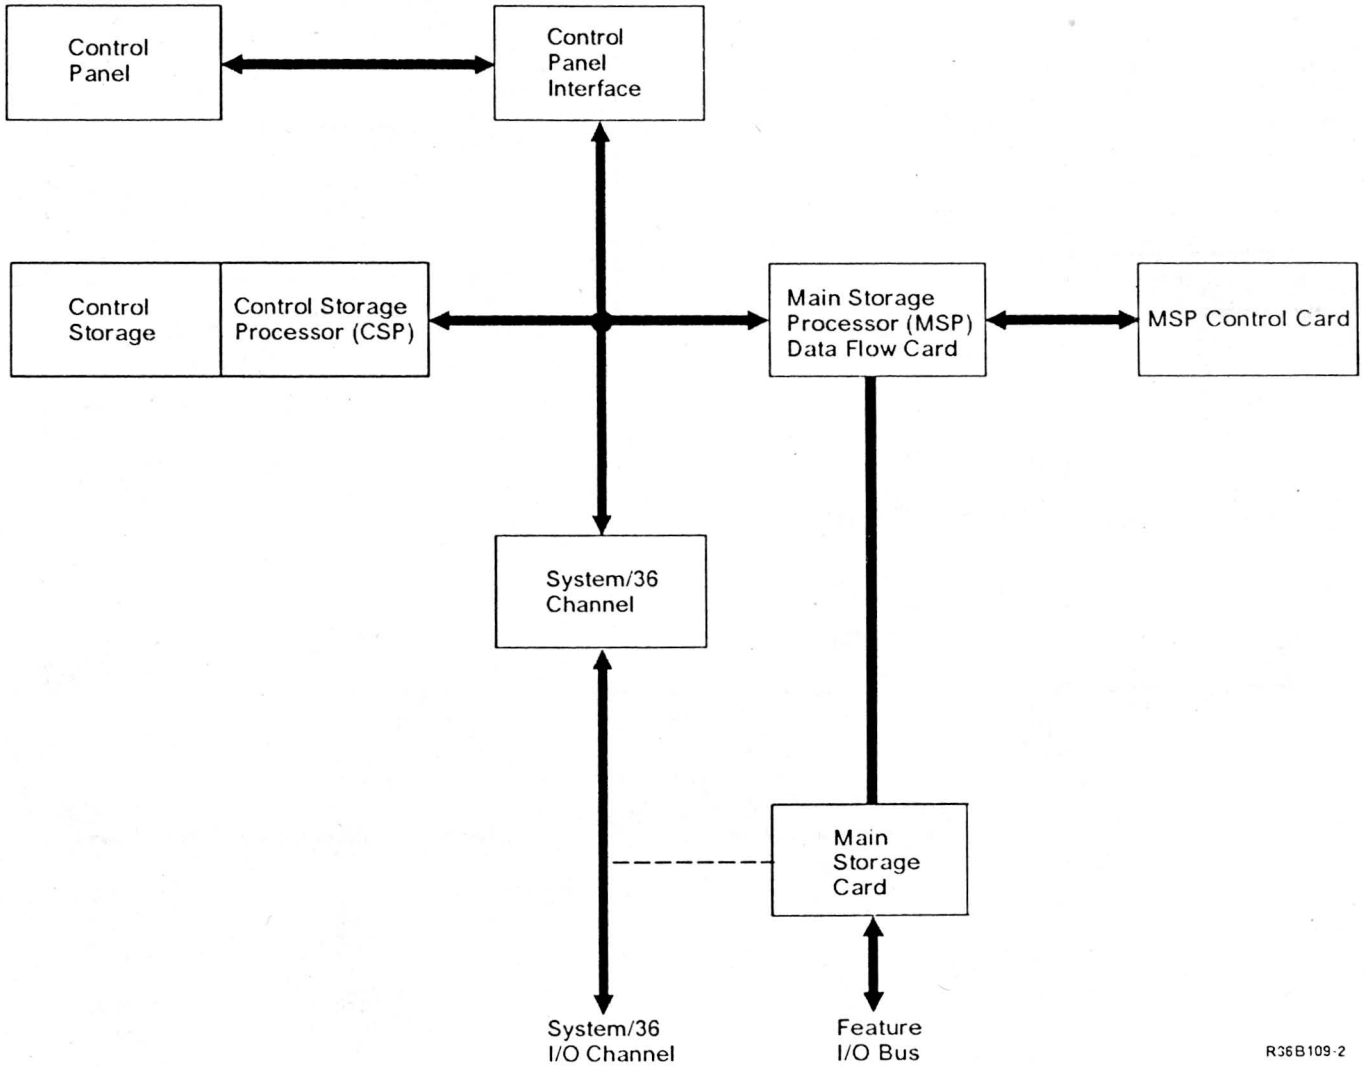 Control
Panel
Control
Panel
Interface
Control
Storage
Control Storage
Processor (CSP)
Main Storage
Processor (MSP)
Data Flow Card
MSP Control Card
System/36
Channel
Main
Storage
Card
System/36
I/O Channel
Feature
I/O Bus
R36B109-2